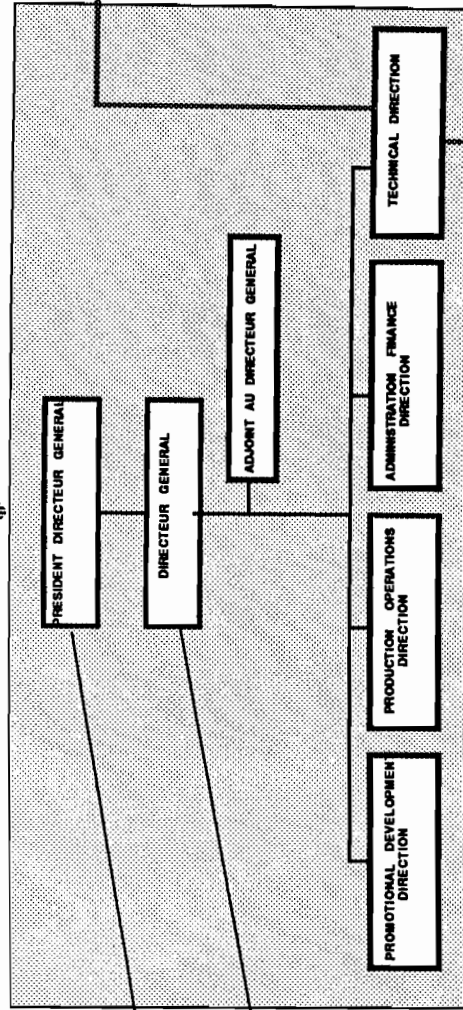 PRESIDENT DIRECTEUR GENERAL
DIRECTEUR GENERAL
ADJOINT AU DIRECTEUR GENERAL
PROMOTIONAL DEVELOPMENT
DIRECTION
PRODUCTION OPERATIONS
DIRECTION
ADMINISTRATION FINANCE
DIRECTION
TECHNICAL DIRECTION